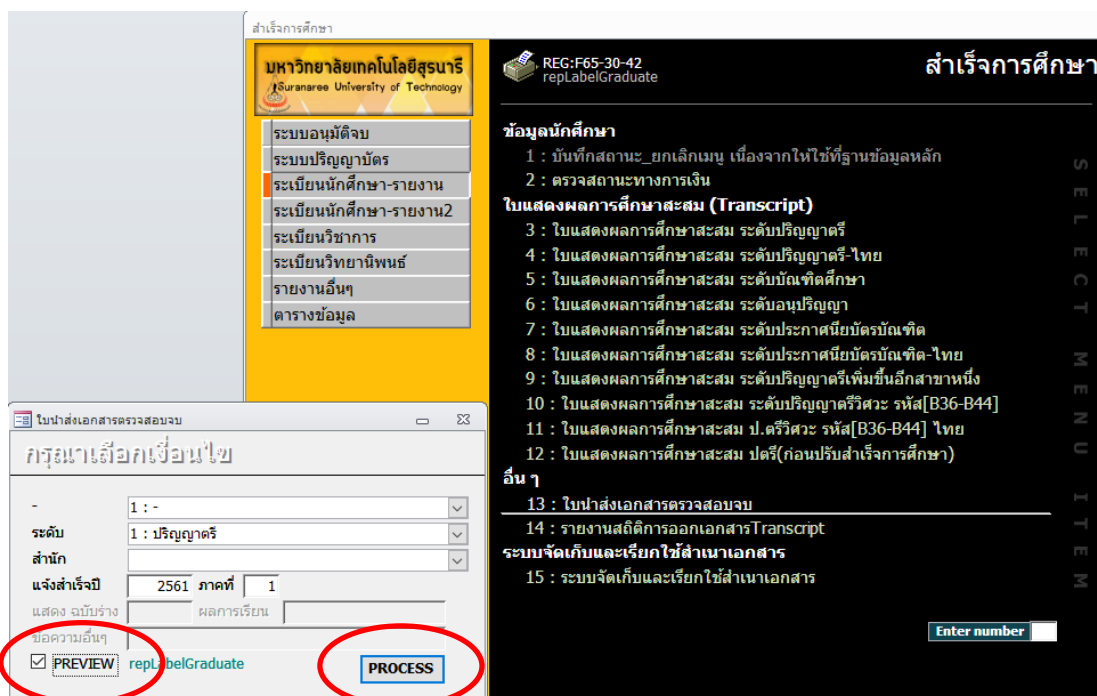 สำเร็จการศึกษา
มหาวิทยาลัยเทคโนโลยีสุรนารี
Suranaree University of Technology
ระบบอนุมัติจบ
ระบบปริญญาบัตร
ระเบียนนักศึกษา-รายงาน
ระเบียนนักศึกษา-รายงาน2
ระเบียนวิชาการ
ระเบียนวิทยานิพนธ์
รายงานอื่นๆ
ตารางข้อมูล
REG:F65-30-42
repLabelGraduate
สำเร็จการศึกษา
ข้อมูลนักศึกษา
1 : บันทึกสถานะ_ยกเลิกเมนู เนื่องจากให้ใช้ที่ฐานข้อมูลหลัก
2 : ตรวจสถานะทางการเงิน
ใบแสดงผลการศึกษาสะสม (Transcript)
3 : ใบแสดงผลการศึกษาสะสม ระดับปริญญาตรี
4 : ใบแสดงผลการศึกษาสะสม ระดับปริญญาตรี-ไทย
5 : ใบแสดงผลการศึกษาสะสม ระดับบัณฑิตศึกษา
6 : ใบแสดงผลการศึกษาสะสม ระดับอนุปริญญา
7 : ใบแสดงผลการศึกษาสะสม ระดับประกาศนียบัตรบัณฑิต
8 : ใบแสดงผลการศึกษาสะสม ระดับประกาศนียบัตรบัณฑิต-ไทย
9 : ใบแสดงผลการศึกษาสะสม ระดับปริญญาตรีเพิ่มขึ้นอีกสาขาหนึ่ง
10 : ใบแสดงผลการศึกษาสะสม ระดับปริญญาตรีวิศวะ รหัส[B36-B44]
11 : ใบแสดงผลการศึกษาสะสม ป.ตรีวิศวะ รหัส[B36-B44] ไทย
12 : ใบแสดงผลการศึกษาสะสม ปตรี(ก่อนปรับสำเร็จการศึกษา)
อื่น ๆ
13 : ใบนำส่งเอกสารตรวจสอบจบ
14 : รายงานสถิติการออกเอกสารTranscript
ระบบจัดเก็บและเรียกใช้สำเนาเอกสาร
15 : ระบบจัดเก็บและเรียกใช้สำเนาเอกสาร
SELECT MENU ITEM
Enter number
ใบนำส่งเอกสารตรวจสอบจบ
กรุณาเลือกเงื่อนไข
- 1 : -
ระดับ 1 : ปริญญาตรี
สำนัก
แจ้งสำเร็จปี 2561 ภาคที่ 1
แสดง ฉบับร่าง ผลการเรียน
ข้อความอื่นๆ
PREVIEW repLabelGraduate PROCESS